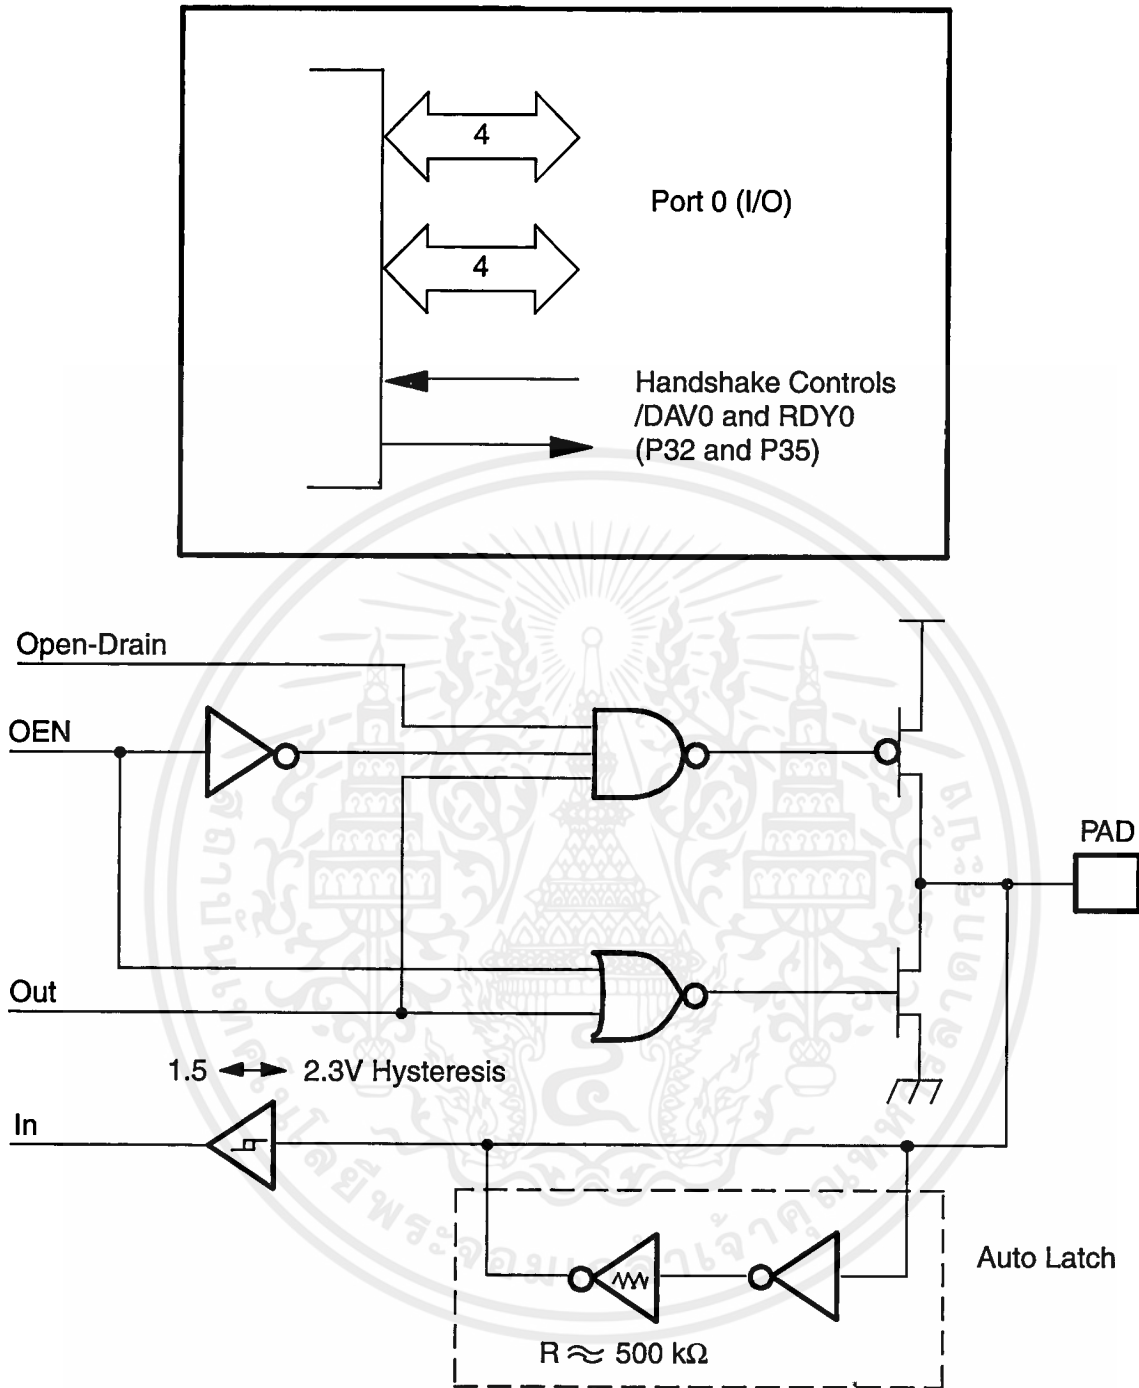 4
Port 0 (I/O)
4
Handshake Controls
/DAV0 and RDY0
(P32 and P35)
Open-Drain
OEN
PAD
Out
1.5 2.3V Hysteresis
In
Auto Latch
R ≈ 500 kΩ